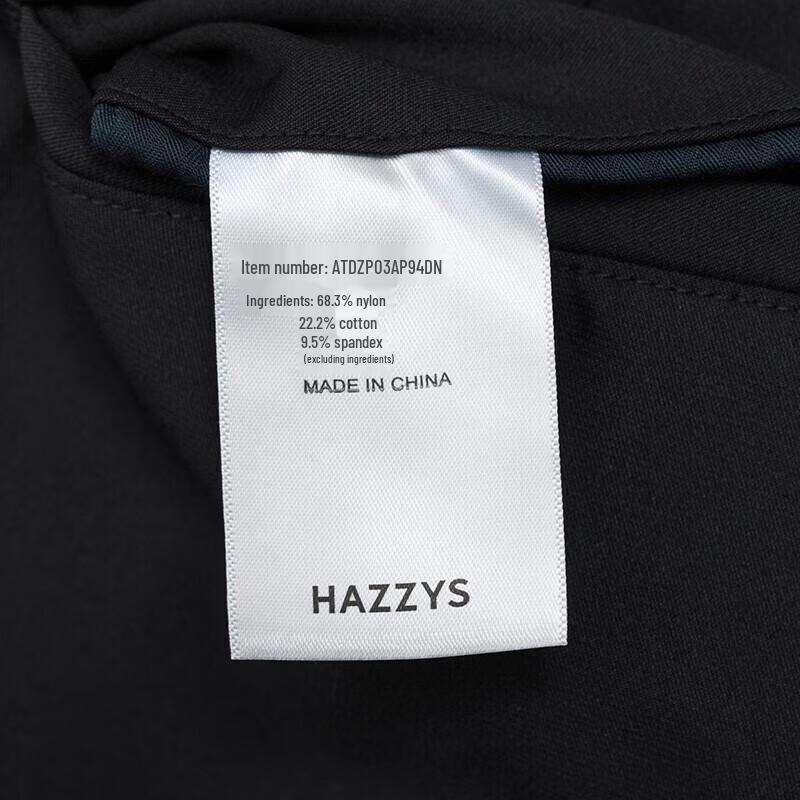 Item number: ATDZP03AP94DN
Ingredients: 68.3% nylon
22.2% cotton
9.5% spandex
(excluding ingredients)
MADE IN CHINA
HAZZYS